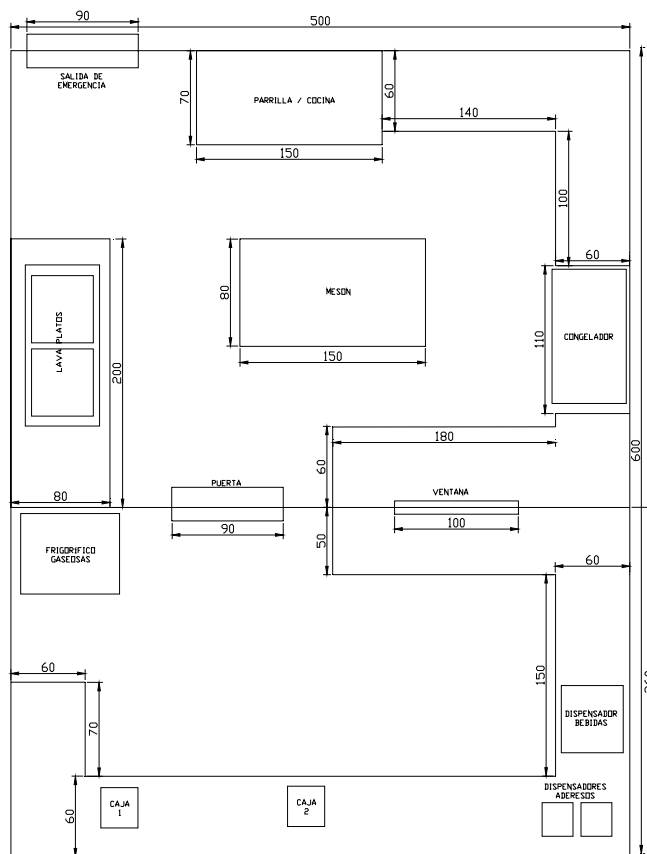 90
500
SALIDA DE
EMERGENCIA
70
PARRILLA / COCINA
60
140
150
100
60
80
MESON
110
CONGELADOR
LAVA PLATOS
200
150
180
600
60
80
PUERTA
VENTANA
90
100
50
FRIGORIFICO
GASEOSAS
60
60
150
70
DISPENSADOR
BEBIDAS
60
CAJA
1
CAJA
2
DISPENSADORES
ADERESOS